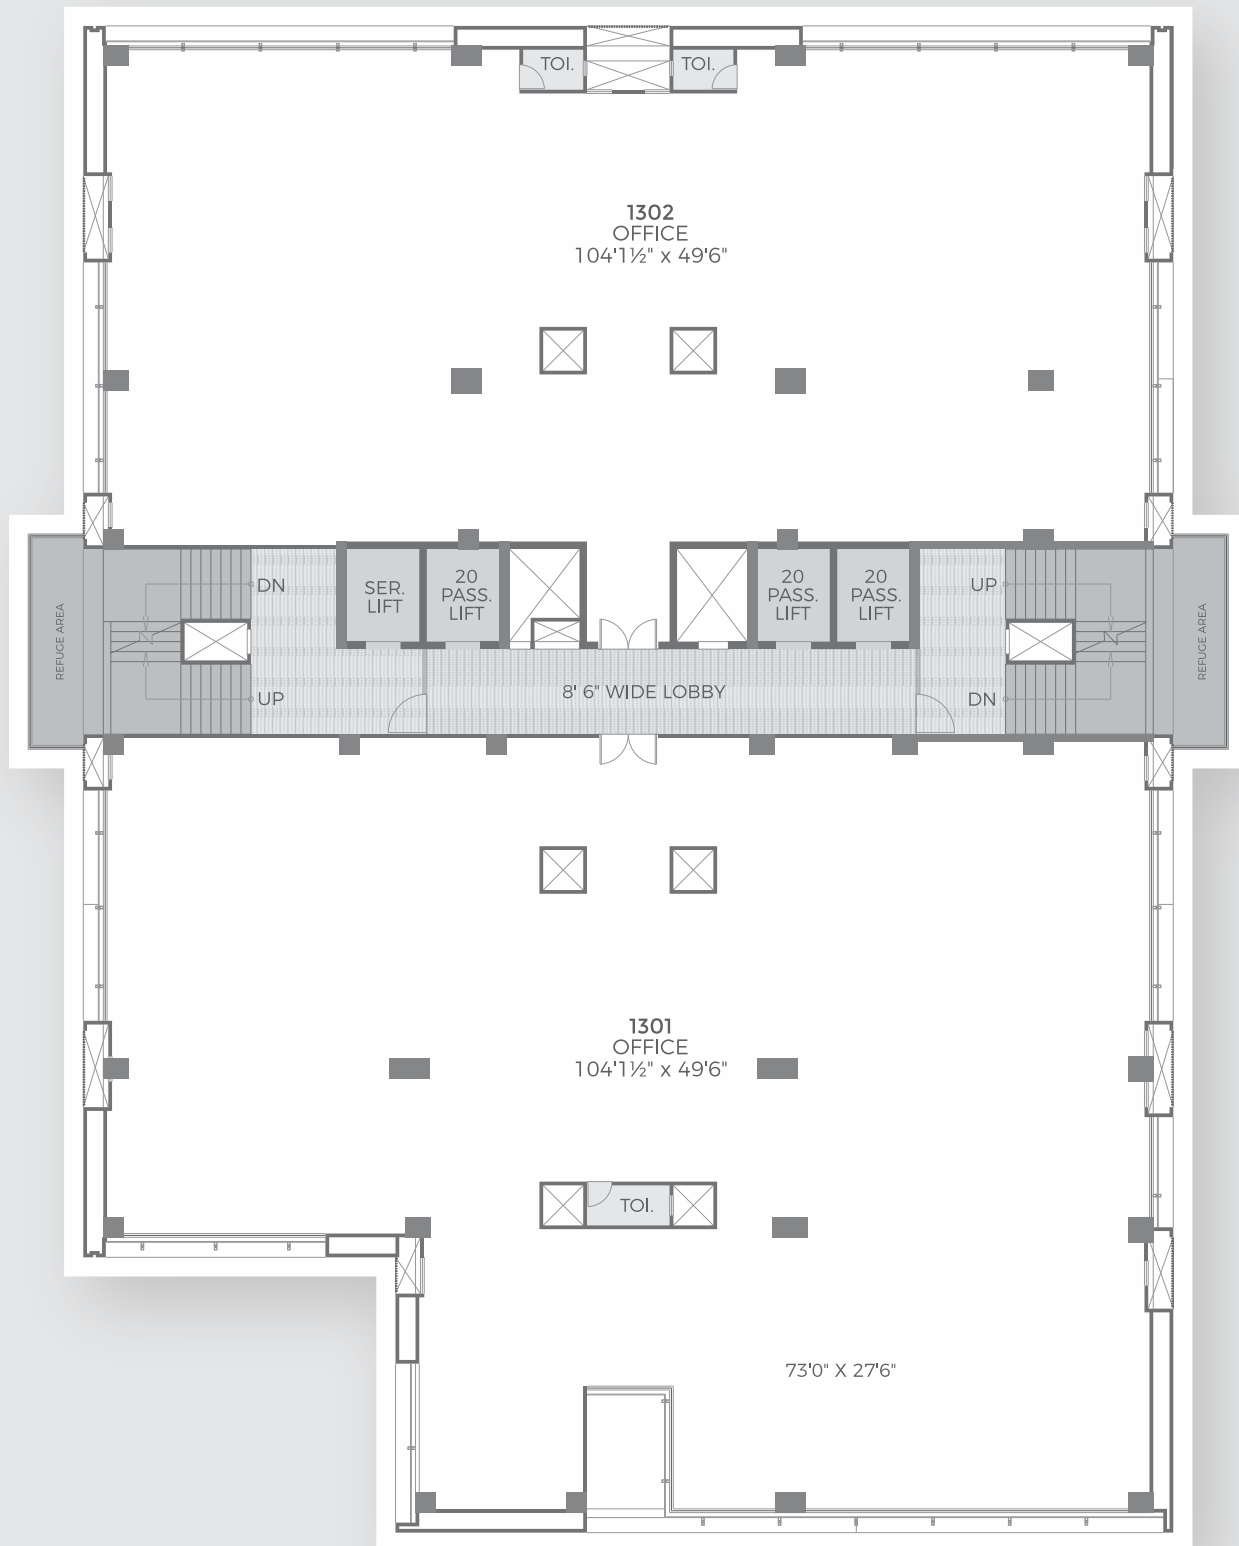 TOI.
TOI.
1302
OFFICE
104'1½" x 49'6"
REFUGE AREA
DN
UP
SER.
LIFT
20
PASS.
LIFT
20
PASS.
LIFT
20
PASS.
LIFT
UP
DN
REFUGE AREA
8' 6" WIDE LOBBY
1301
OFFICE
104'1½" x 49'6"
TOI.
73'0" X 27'6"